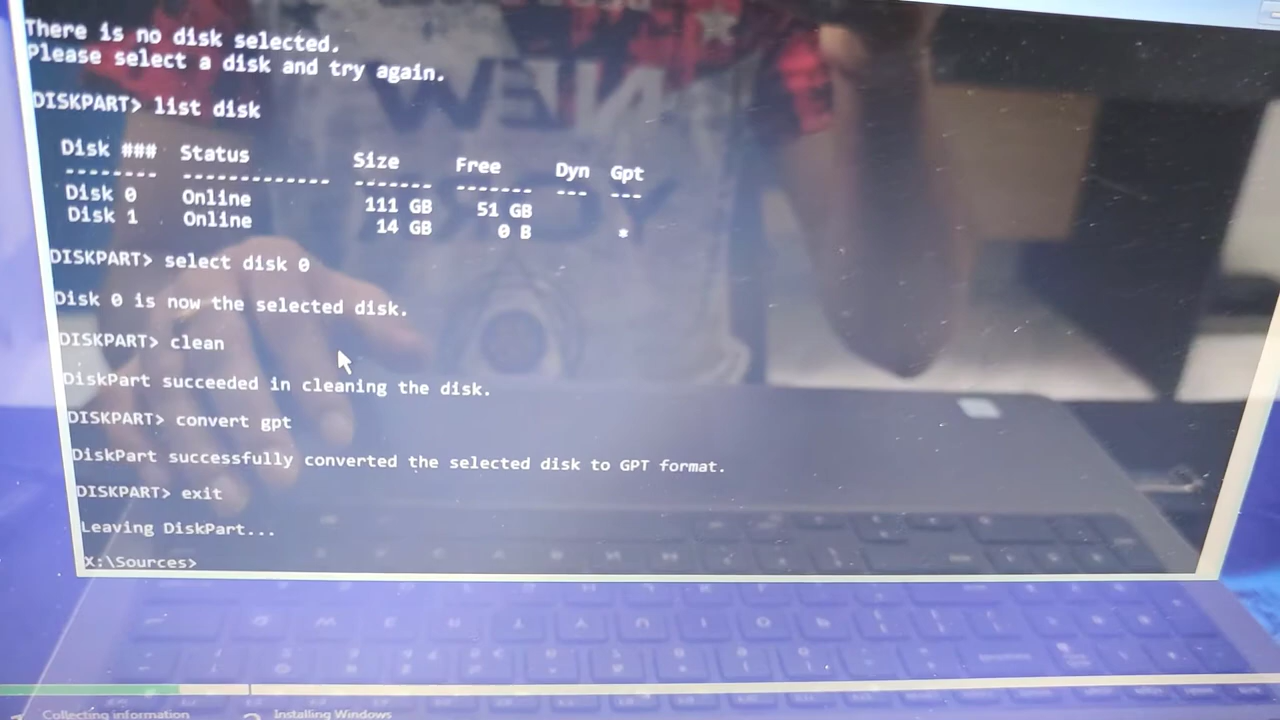 There is no disk selected.
Please select a disk and try again.
DISKPART> list disk
Disk ### Status Size Free Dyn Gpt
-------- ------------- ------- ------- --- ---
Disk 0 Online 111 GB 51 GB
Disk 1 Online 14 GB 0 B *
DISKPART> select disk 0
Disk 0 is now the selected disk.
DISKPART> clean
DiskPart succeeded in cleaning the disk.
DISKPART> convert gpt
DiskPart successfully converted the selected disk to GPT format.
DISKPART> exit
Leaving DiskPart...
X:\Sources>
1 Collecting information 2 Installing Windows